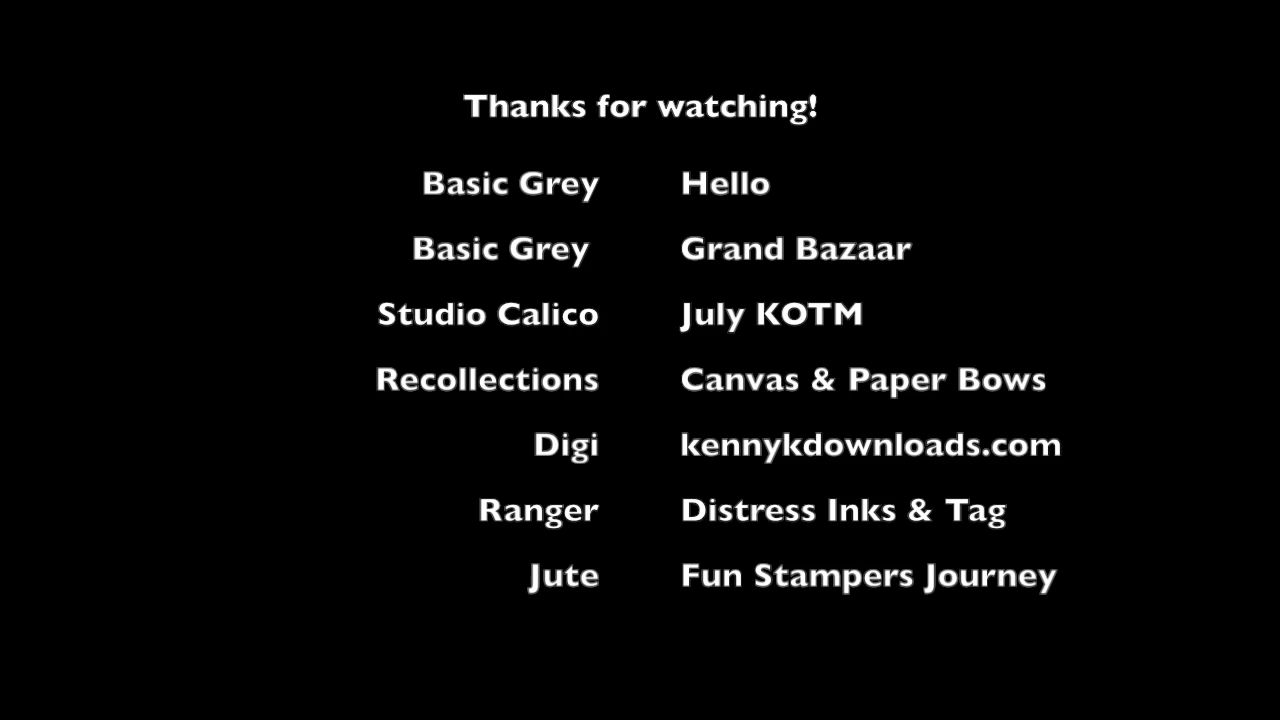 Thanks for watching!
Basic Grey Hello
Basic Grey Grand Bazaar
Studio Calico July KOTM
Recollections Canvas & Paper Bows
Digi kennykdownloads.com
Ranger Distress Inks & Tag
Jute Fun Stampers Journey